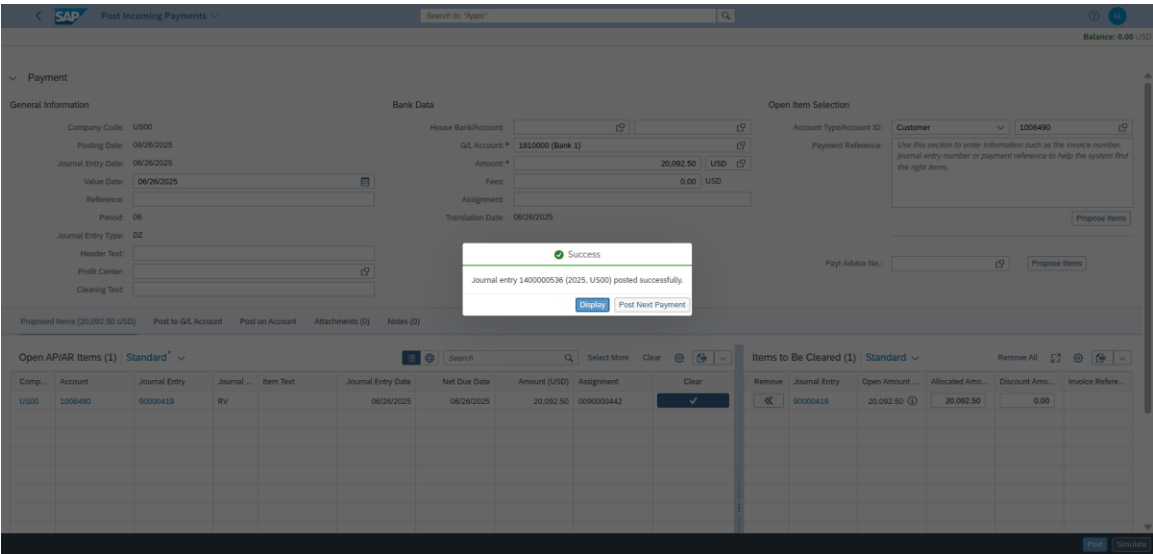 SAP Post Incoming Payments Search In: "Apps"
Balance: 0.00 USD
Payment
General Information Bank Data Open Item Selection
Company Code: US00 House Bank/Account: Account Type/Account ID: Customer 1006490
Posting Date: 06/26/2025 G/L Account:* 1810000 (Bank 1) Payment Reference: Use this section to enter information such as the invoice number,
journal entry number or payment reference to help the system find
the right items.
Journal Entry Date: 06/26/2025 Amount:* 20,092.50 USD
Value Date: 06/26/2025 Fees: 0.00 USD
Reference: Assignment:
Period: 06 Translation Date: 06/26/2025 Propose Items
Journal Entry Type: DZ
Header Text:
Profit Center: Payt Advice No.: Propose Items
Clearing Text:
Success
Journal entry 1400000536 (2025, US00) posted successfully.
Display Post Next Payment
Proposed Items (20,092.50 USD) Post to G/L Account Post on Account Attachments (0) Notes (0)
Open AP/AR Items (1) Standard* Search Select More Clear Items to Be Cleared (1) Standard Remove All
Comp... Account Journal Entry Journal ... Item Text Journal Entry Date Net Due Date Amount (USD) Assignment Clear Remove Journal Entry Open Amount ... Allocated Amo... Discount Amo... Invoice Refere...
US00 1006490 90000419 RV 06/26/2025 06/26/2025 20,092.50 0090000442 90000419 20,092.50 20,092.50 0.00
Post Simulate